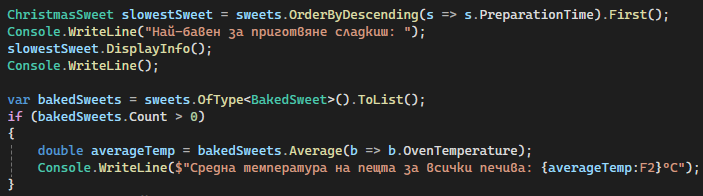 ChristmasSweet slowestSweet = sweets.OrderByDescending(s => s.PreparationTime).First();
Console.WriteLine("Най-бавен за приготвяне сладкиш: ");
slowestSweet.DisplayInfo();
Console.WriteLine();
var bakedSweets = sweets.OfType<BakedSweet>().ToList();
if (bakedSweets.Count > 0)
{
double averageTemp = bakedSweets.Average(b => b.OvenTemperature);
Console.WriteLine($"Средна температура на пещта за всички печива: {averageTemp:F2}°C");
}